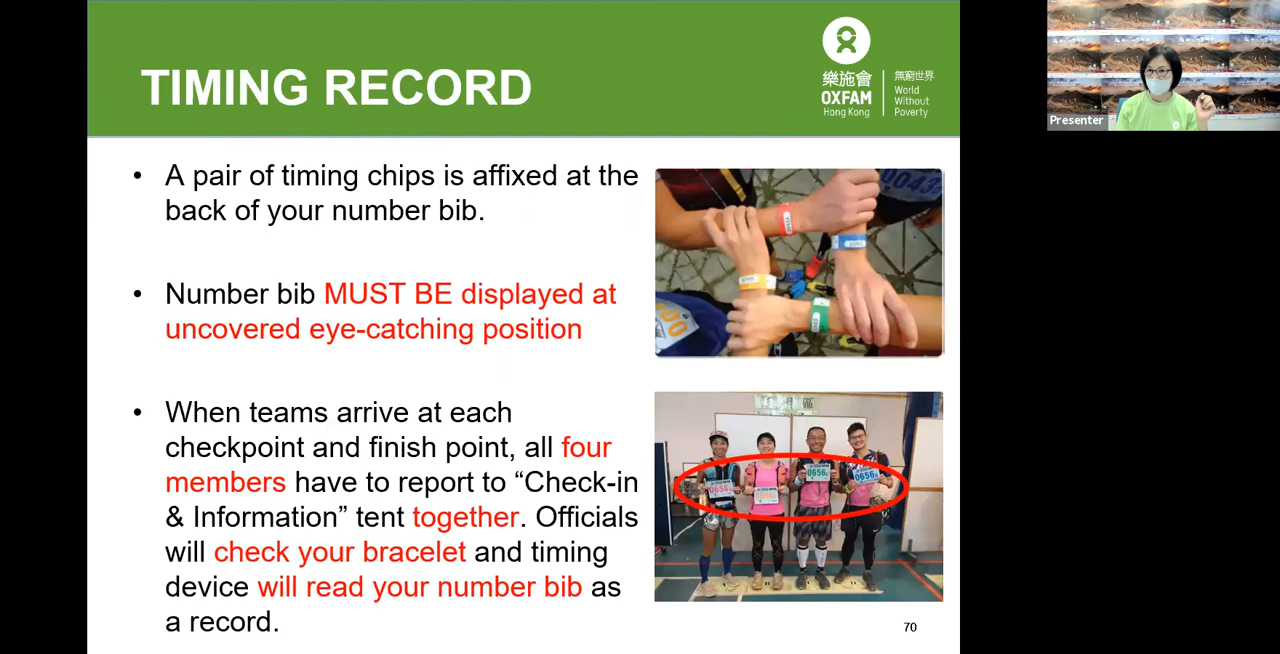 TIMING RECORD
樂施會
OXFAM
Hong Kong
無窮世界
World
Without
Poverty
Presenter
• A pair of timing chips is affixed at the
back of your number bib.
• Number bib MUST BE displayed at
uncovered eye-catching position
• When teams arrive at each
checkpoint and finish point, all four
members have to report to “Check-in
& Information” tent together. Officials
will check your bracelet and timing
device will read your number bib as
a record.
0656
0656
0656
70